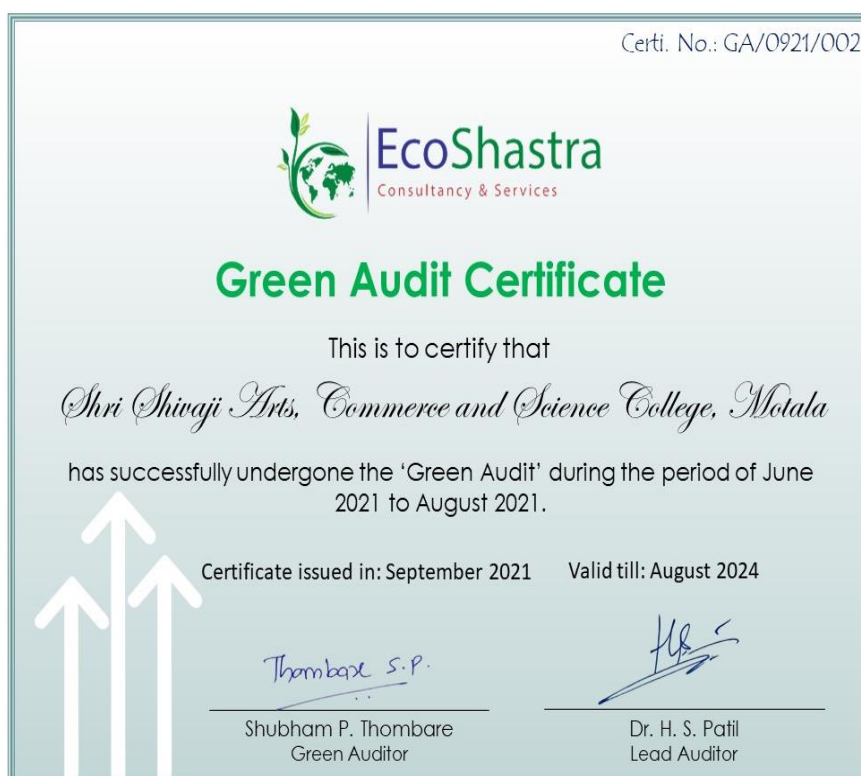 Certi. No.: GA/0921/002
EcoShastra
Consultancy & Services
Green Audit Certificate
This is to certify that
Shri Shivaji Arts, Commerce and Science College, Motala
has successfully undergone the ‘Green Audit’ during the period of June
2021 to August 2021.
Certificate issued in: September 2021 Valid till: August 2024
Thombare S.P.
Shubham P. Thombare Dr. H. S. Patil
Green Auditor Lead Auditor